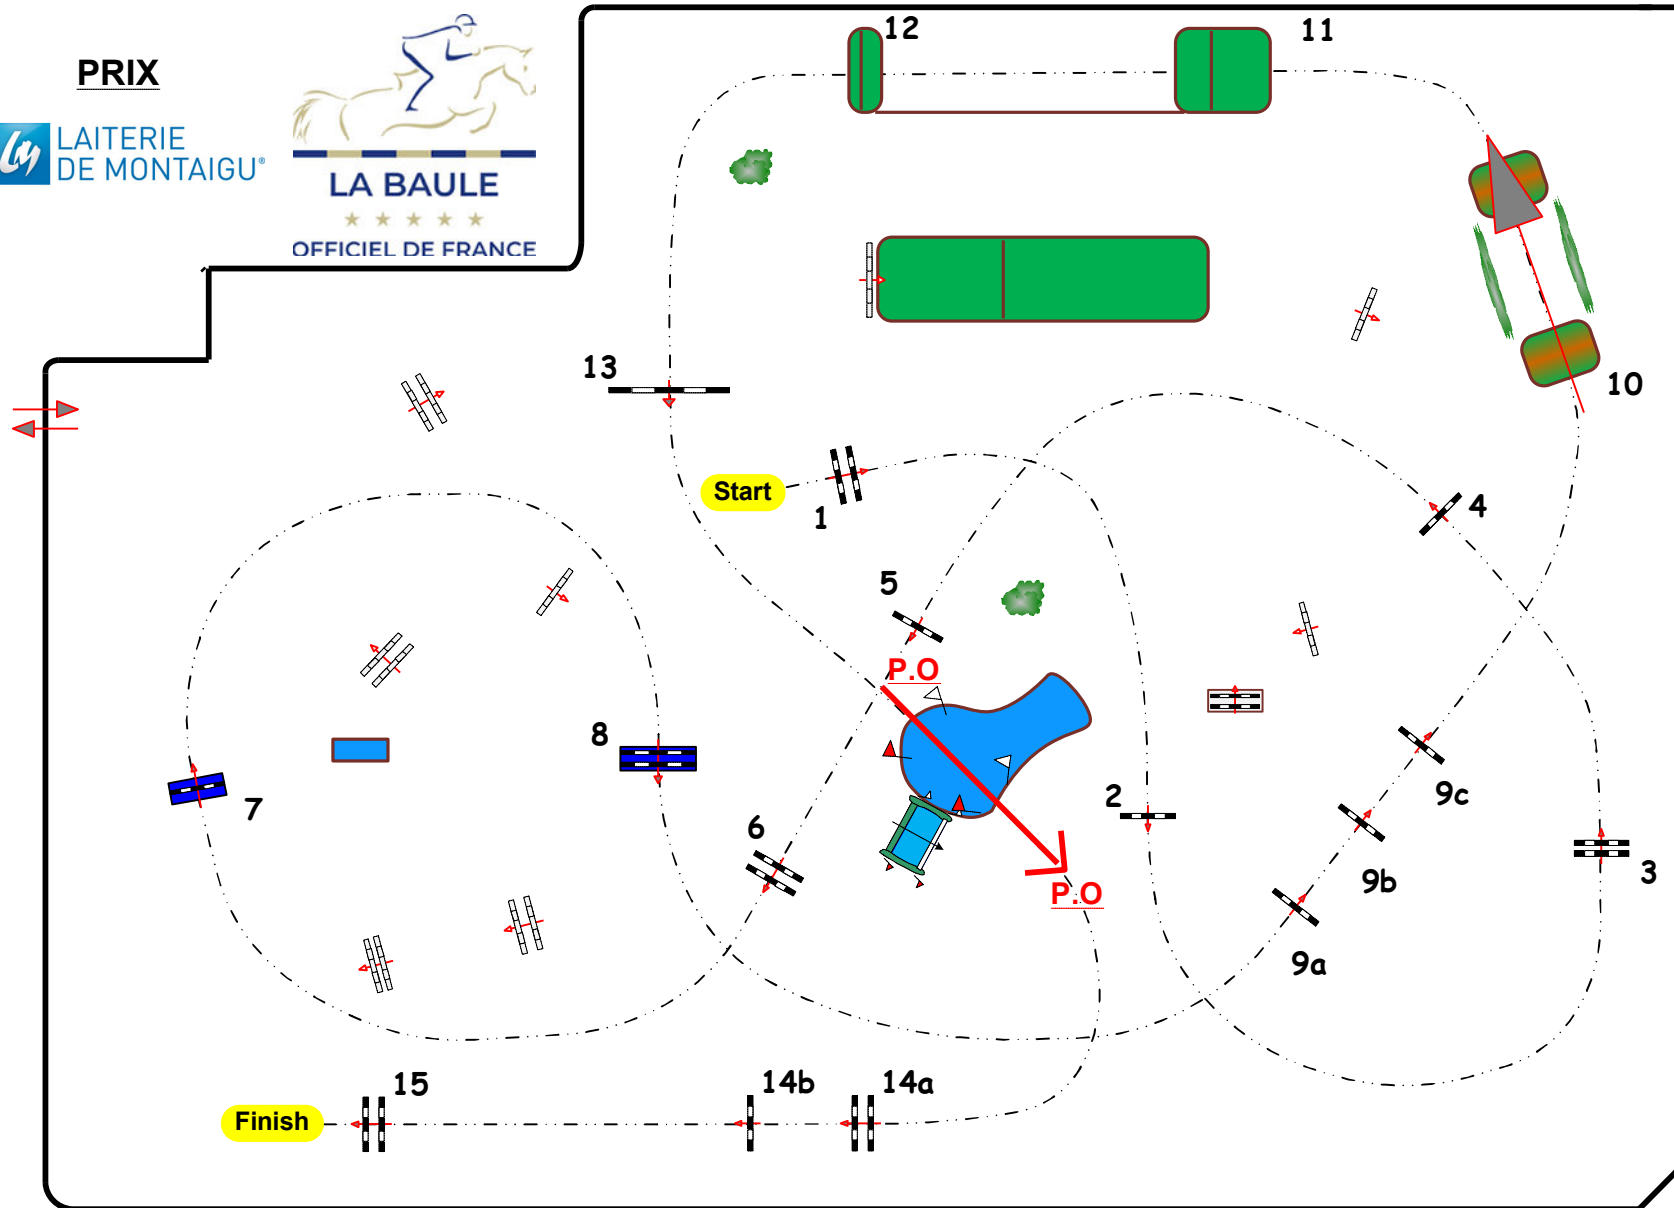 PRIX
LAITERIE
DE MONTAIGU®
LA BAULE
OFFICIEL DE FRANCE
12
11
13
10
Start
1
4
5
P.O
8
7
2
9c
6
9b
3
P.O
9a
15
14b
14a
Finish